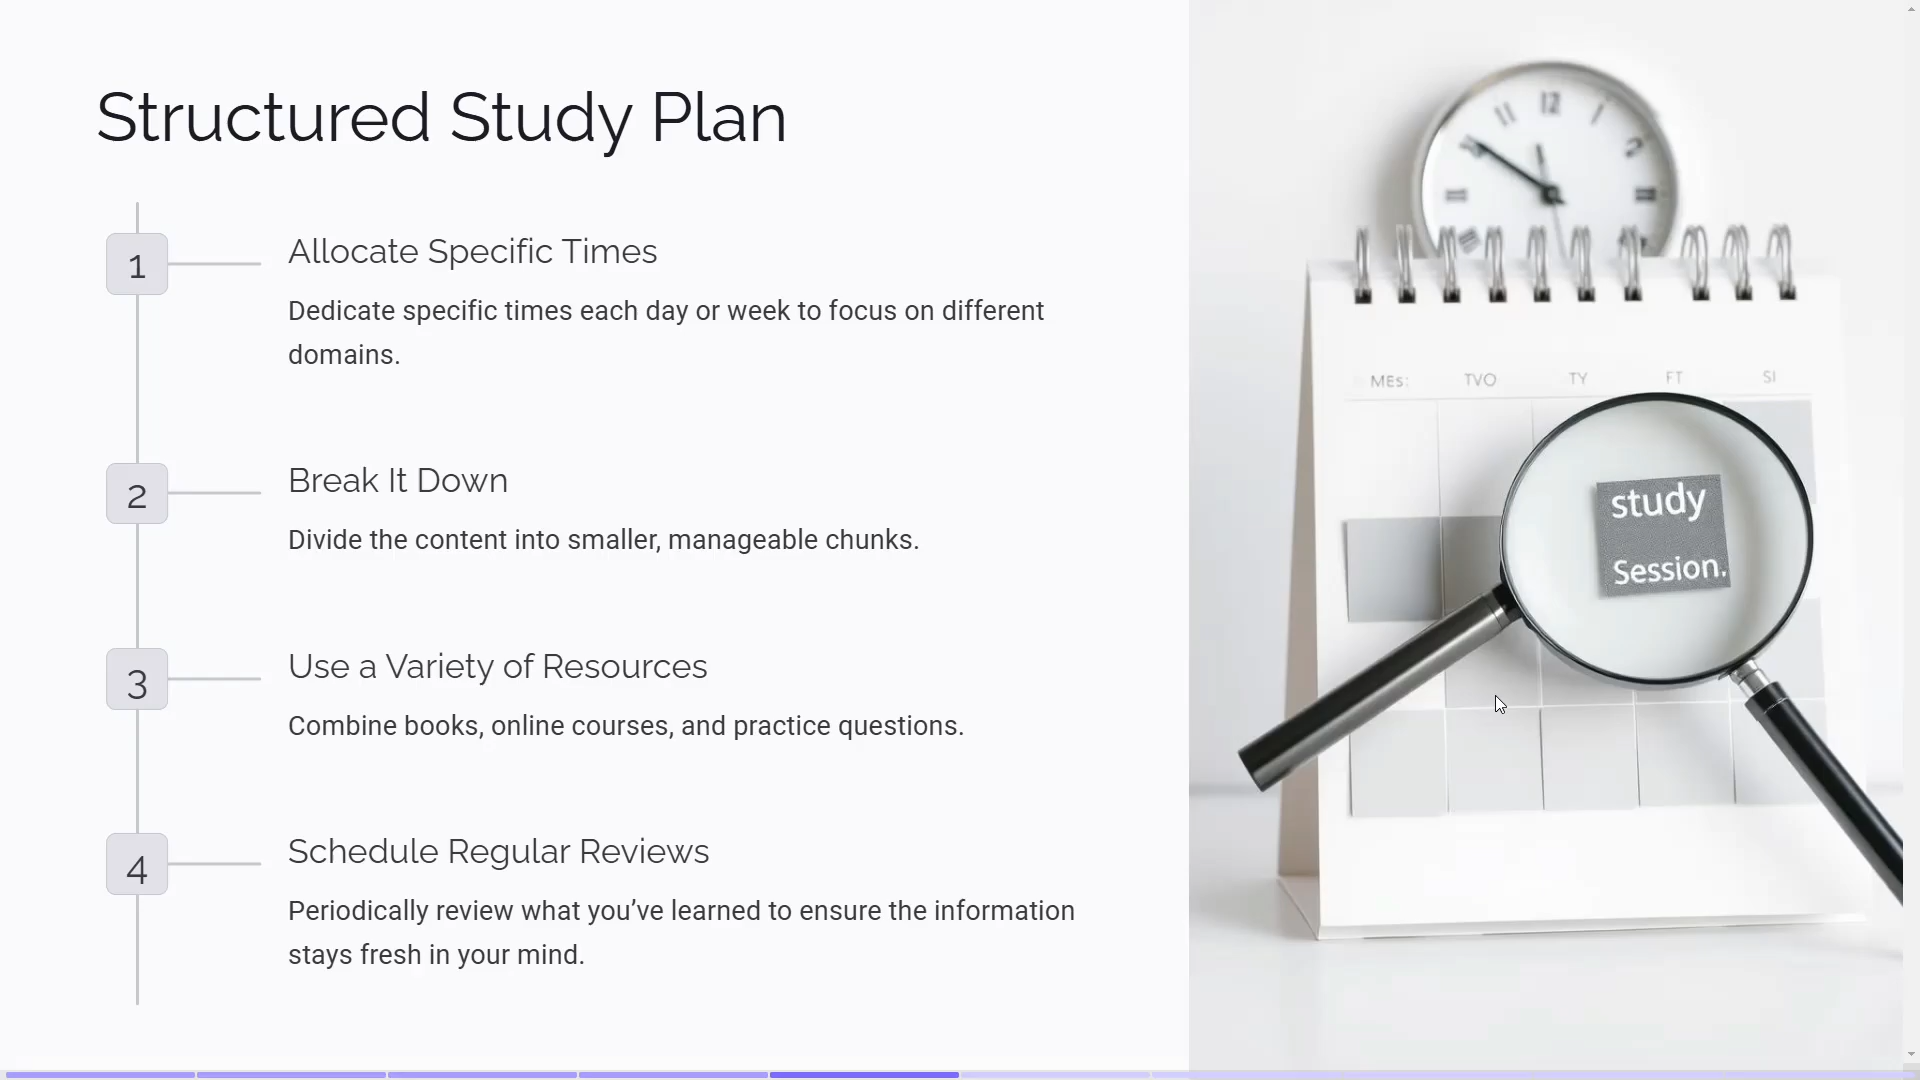 Structured Study Plan
1
Allocate Specific Times
Dedicate specific times each day or week to focus on different
domains.
2
Break It Down
Divide the content into smaller, manageable chunks.
3
Use a Variety of Resources
Combine books, online courses, and practice questions.
4
Schedule Regular Reviews
Periodically review what you’ve learned to ensure the information
stays fresh in your mind.
11 12
2
MEs: TVO TY FT SI
study
Session.